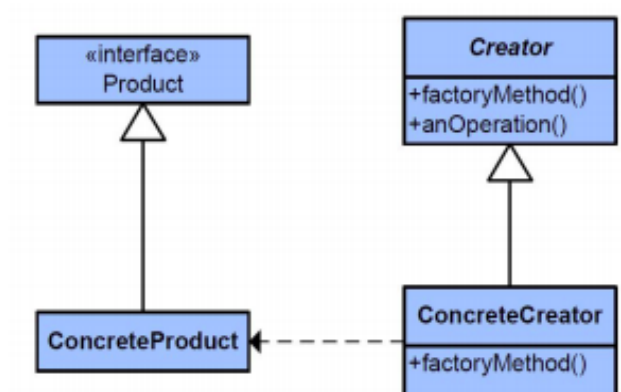 «interface»
Product
Creator
+factoryMethod()
+anOperation()
ConcreteProduct
ConcreteCreator
+factoryMethod()